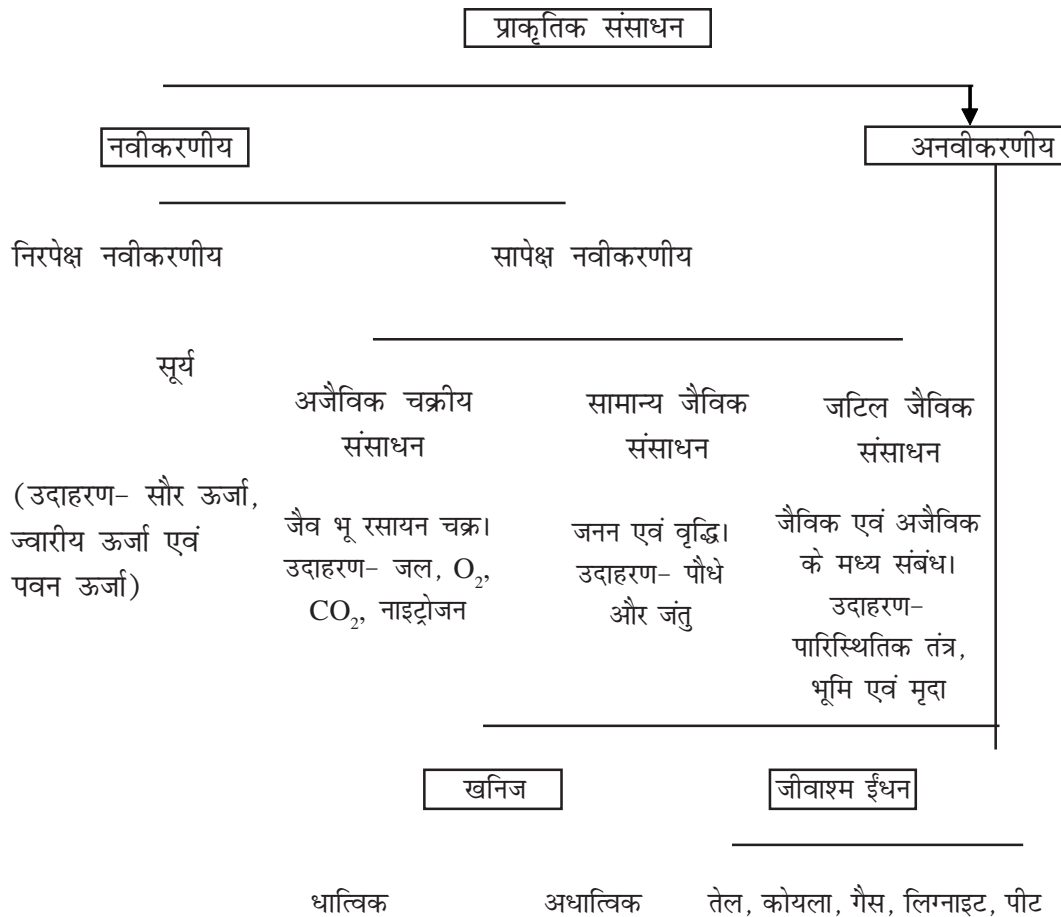 प्राकृतिक संसाधन
नवीकरणीय
अनवीकरणीय
निरपेक्ष नवीकरणीय
सापेक्ष नवीकरणीय
सूर्य
(उदाहरण– सौर ऊर्जा,
ज्वारीय ऊर्जा एवं
पवन ऊर्जा)
अजैविक चक्रीय
संसाधन
जैव भू रसायन चक्र।
उदाहरण– जल, O₂,
CO₂, नाइट्रोजन
सामान्य जैविक
संसाधन
जनन एवं वृद्धि।
उदाहरण– पौधे
और जंतु
जटिल जैविक
संसाधन
जैविक एवं अजैविक
के मध्य संबंध।
उदाहरण–
पारिस्थितिक तंत्र,
भूमि एवं मृदा
खनिज
जीवाश्म ईंधन
धात्विक
अधात्विक
तेल, कोयला, गैस, लिग्नाइट, पीट